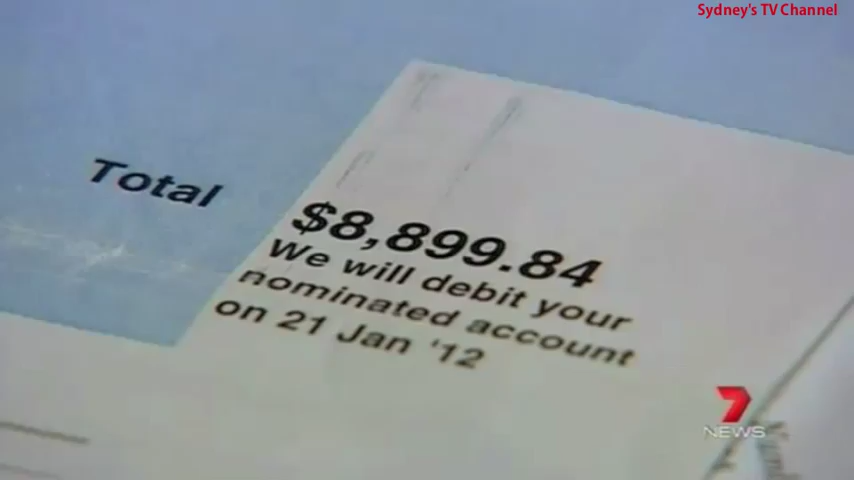 Sydney's TV Channel
Total
$8,899.84
We will debit your
nominated account
on 21 Jan '12
7
NEWS